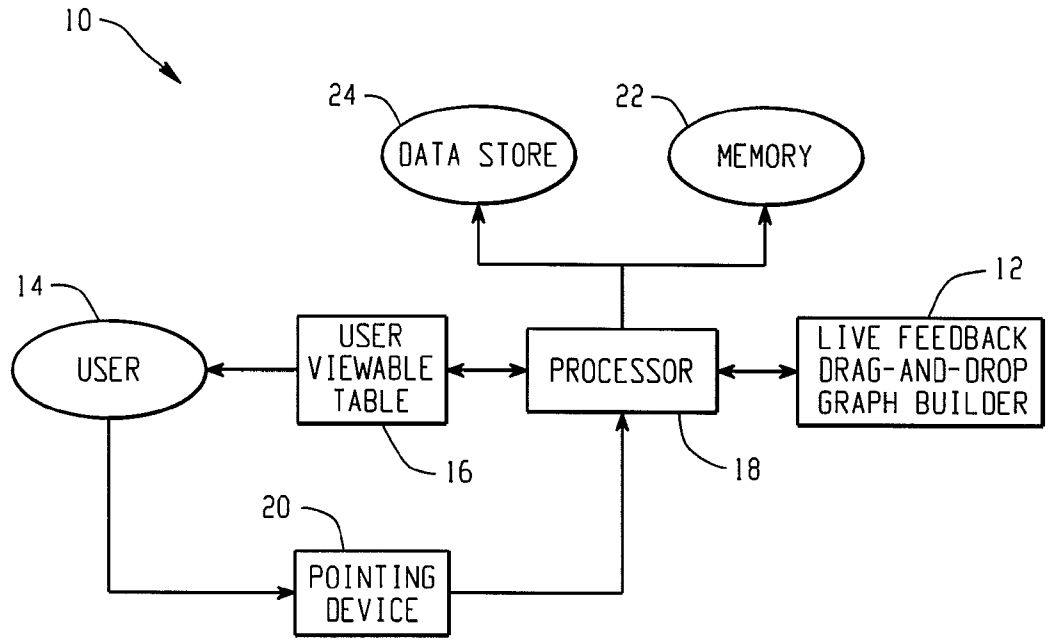 10
24
22
DATA STORE
MEMORY
14
12
USER
USER
VIEWABLE
TABLE
PROCESSOR
LIVE FEEDBACK
DRAG-AND-DROP
GRAPH BUILDER
16
18
20
POINTING
DEVICE